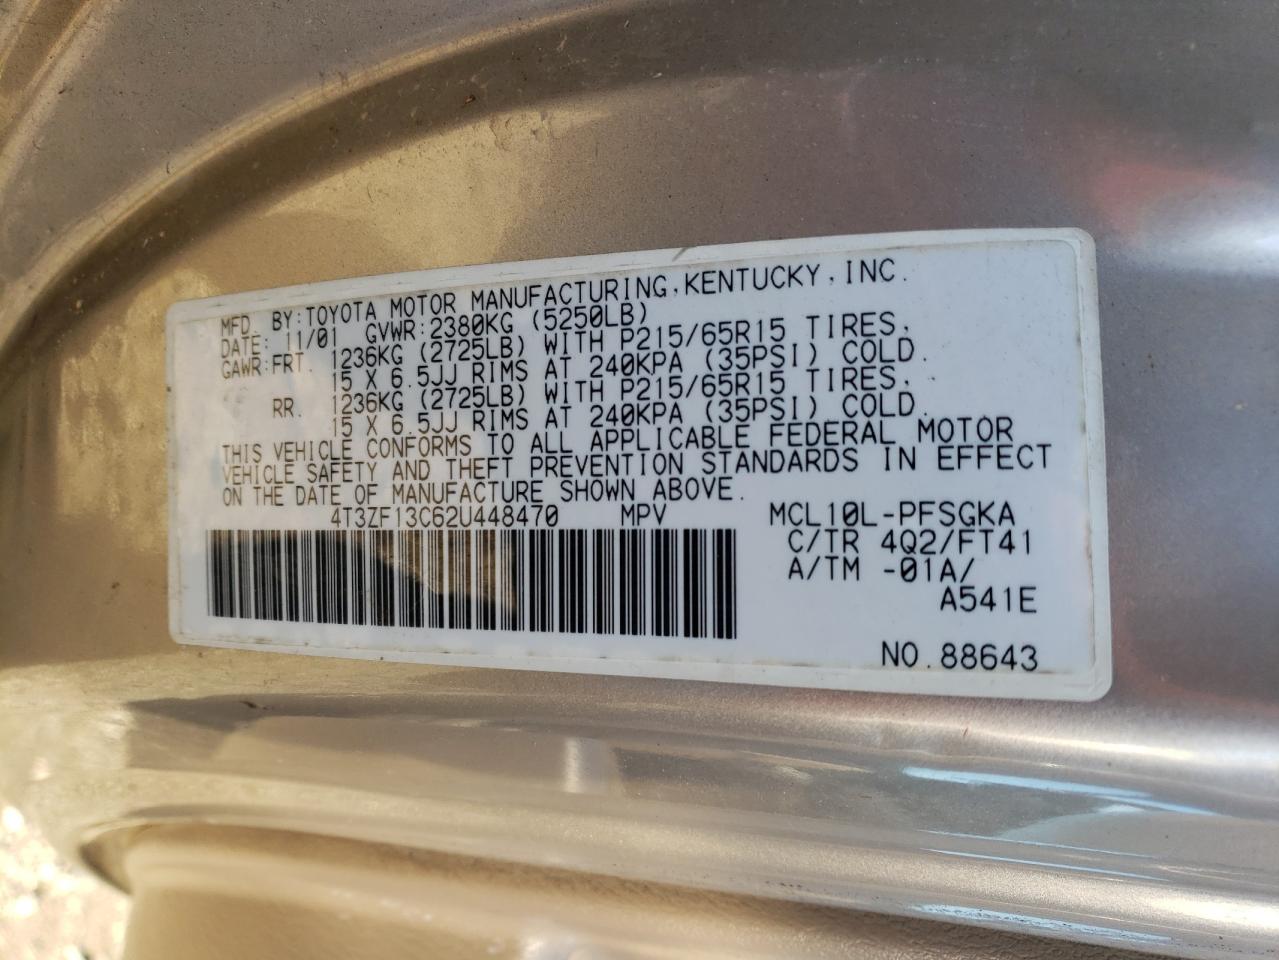 MFD. BY: TOYOTA MOTOR MANUFACTURING, KENTUCKY, INC.
DATE: 11/01 GVWR: 2380KG (5250LB)
GAWR: FRT. 1236KG (2725LB) WITH P215/65R15 TIRES,
15 X 6.5JJ RIMS AT 240KPA (35PSI) COLD.
RR. 1236KG (2725LB) WITH P215/65R15 TIRES,
15 X 6.5JJ RIMS AT 240KPA (35PSI) COLD.
THIS VEHICLE CONFORMS TO ALL APPLICABLE FEDERAL MOTOR
VEHICLE SAFETY AND THEFT PREVENTION STANDARDS IN EFFECT
ON THE DATE OF MANUFACTURE SHOWN ABOVE.
4T3ZF13C62U448470 MPV MCL10L-PFSGKA
C/TR 4Q2/FT41
A/TM -01A/
A541E
NO. 88643